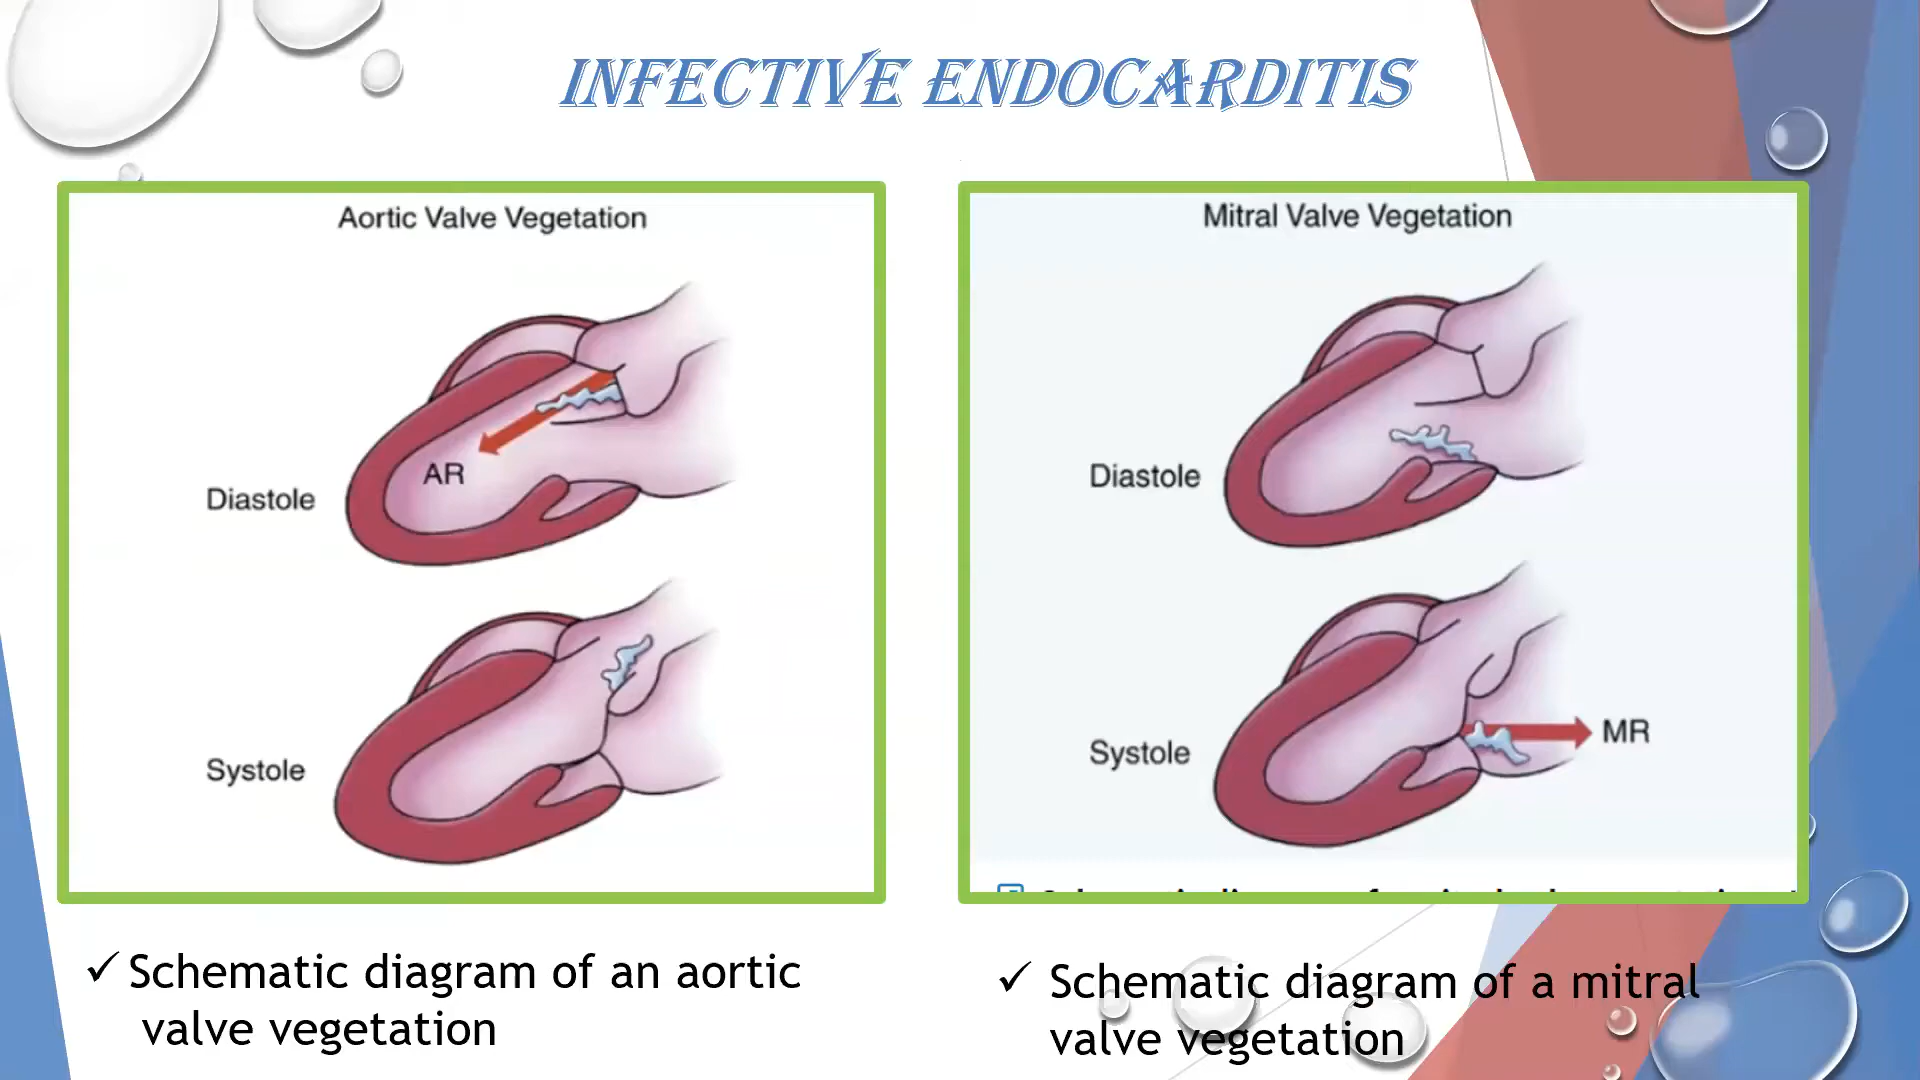 INFECTIVE ENDOCARDITIS
Aortic Valve Vegetation
Diastole
AR
Systole
✓ Schematic diagram of an aortic
valve vegetation
Mitral Valve Vegetation
Diastole
Systole
MR
✓ Schematic diagram of a mitral
valve vegetation